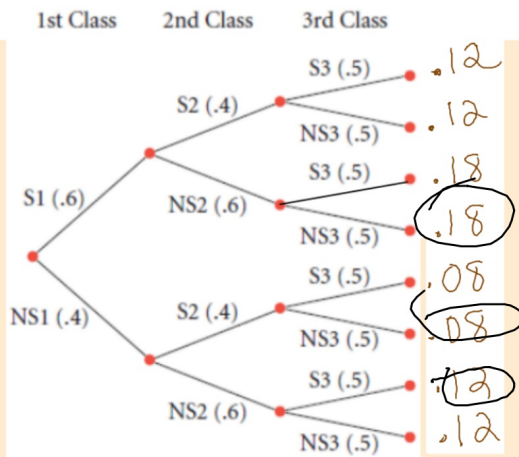 1st Class 2nd Class 3rd Class
S3 (.5) .12
S2 (.4)
NS3 (.5) .12
S3 (.5) .18
S1 (.6) NS2 (.6)
NS3 (.5) .18
S3 (.5) .08
NS1 (.4) S2 (.4)
NS3 (.5) .08
S3 (.5) .12
NS2 (.6)
NS3 (.5) .12